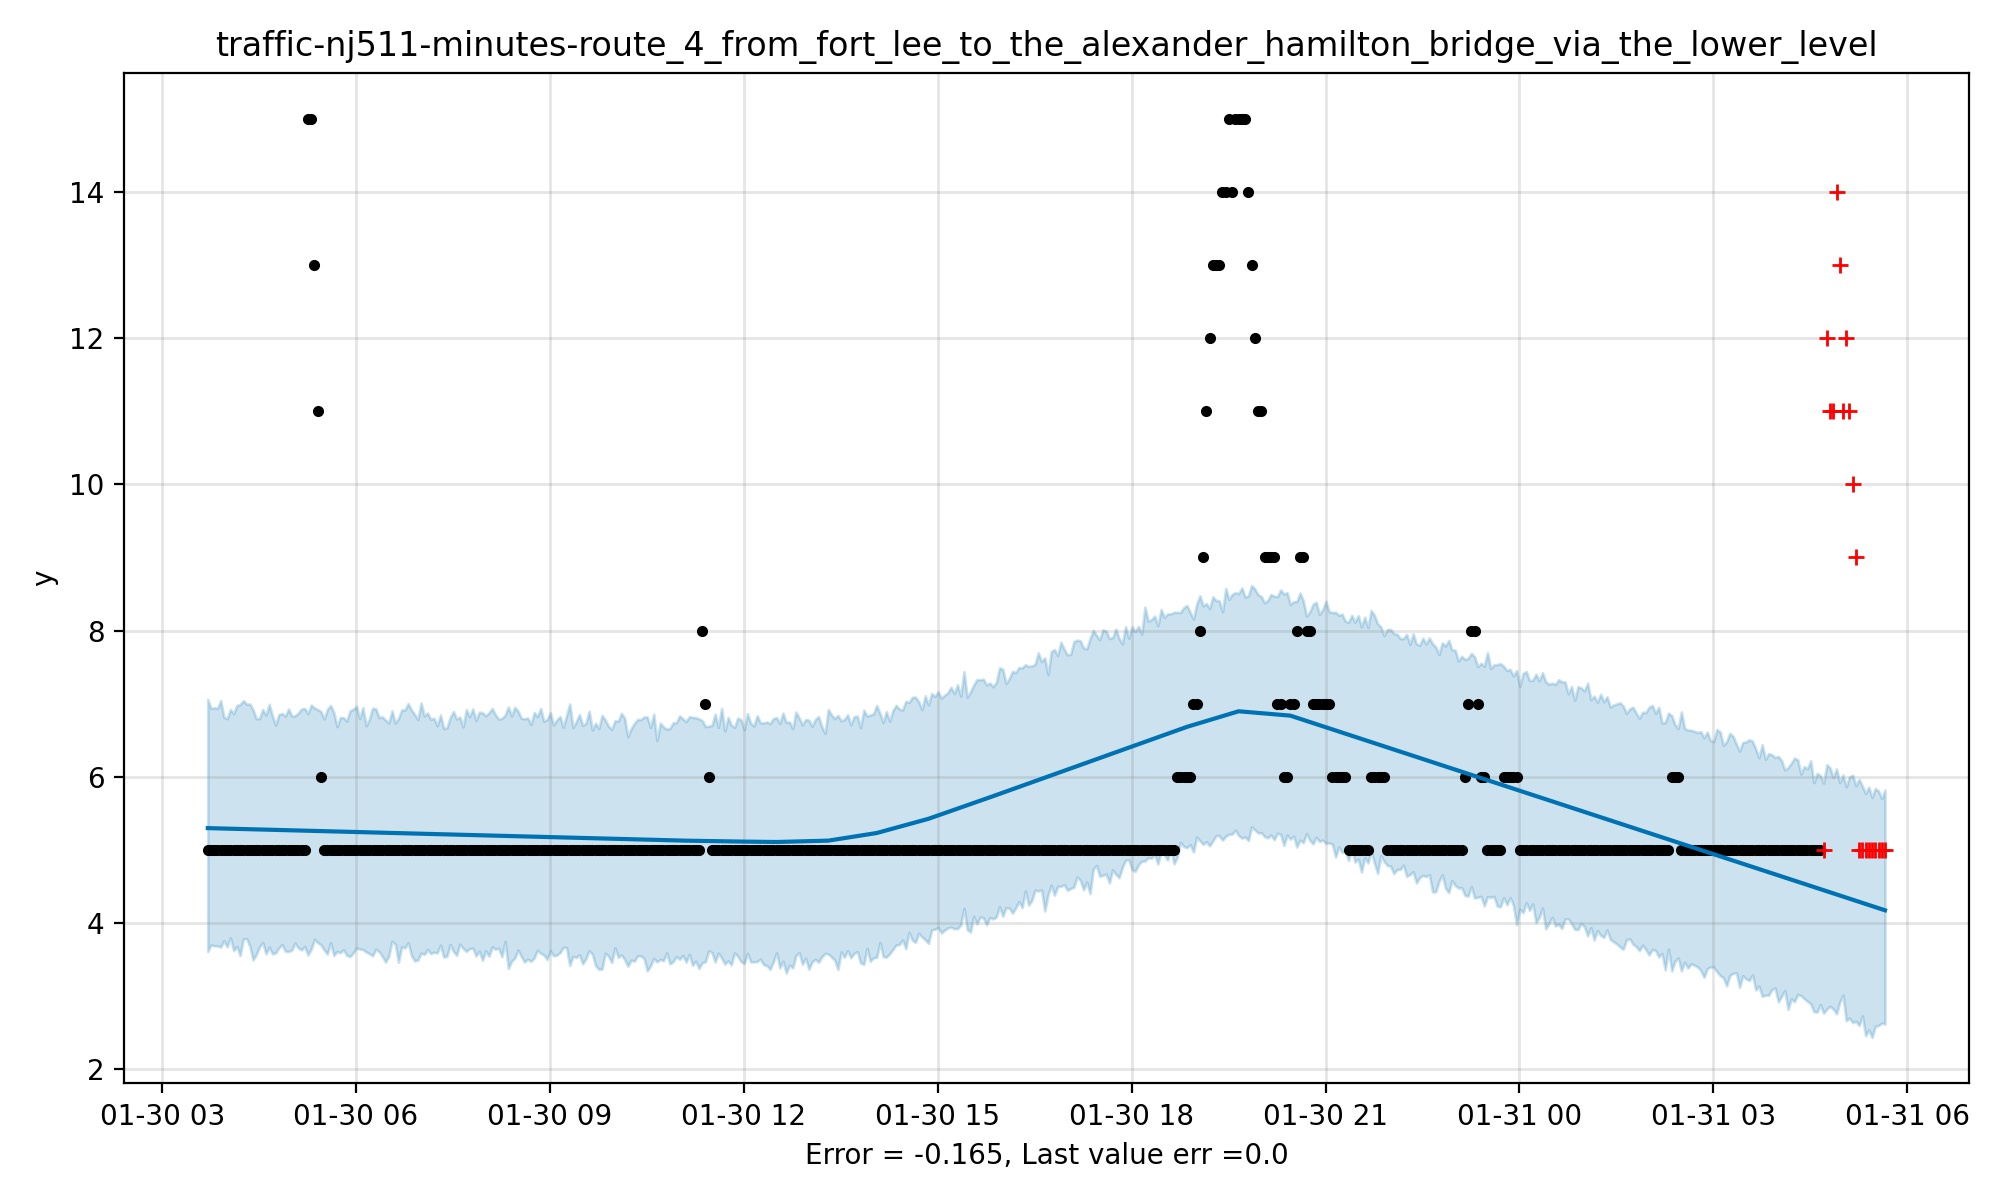 traffic-nj511-minutes-route_4_from_fort_lee_to_the_alexander_hamilton_bridge_via_the_lower_level
14
12
10
8
6
4
2
y
01-30 03 01-30 06 01-30 09 01-30 12 01-30 15 01-30 18 01-30 21 01-31 00 01-31 03 01-31 06
Error = -0.165, Last value err =0.0